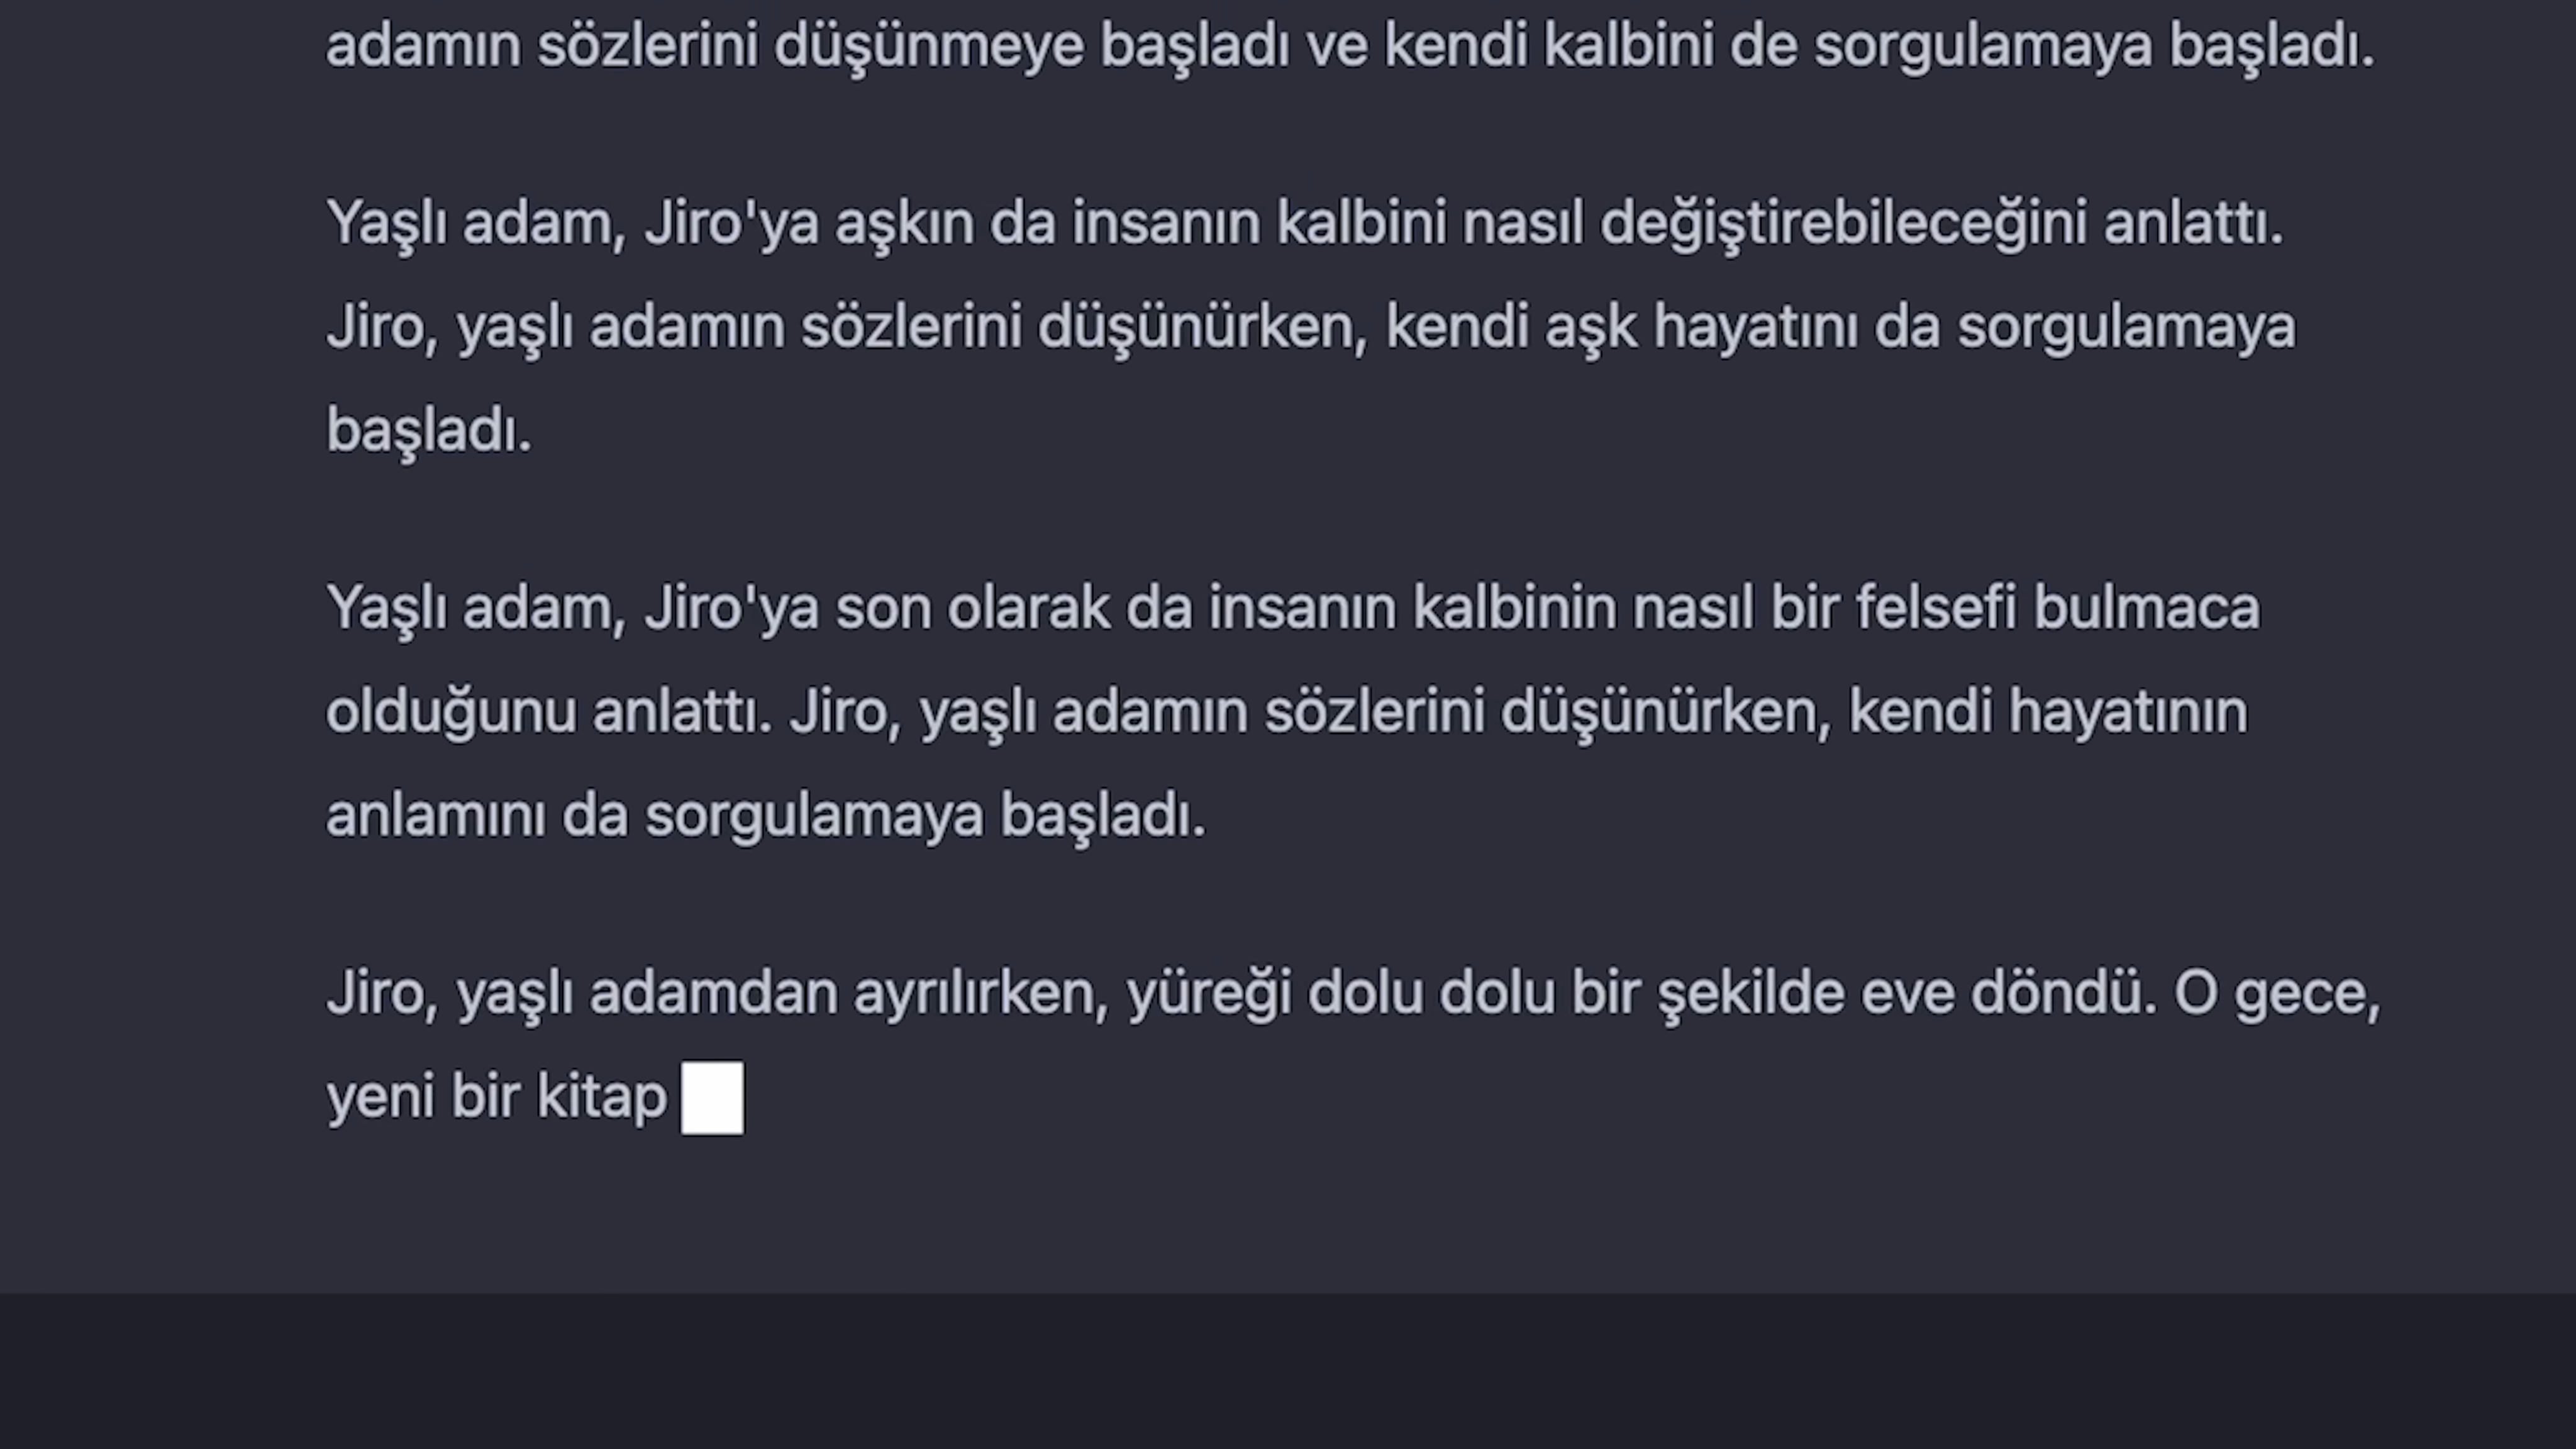 adamın sözlerini düşünmeye başladı ve kendi kalbini de sorgulamaya başladı.
Yaşlı adam, Jiro'ya aşkın da insanın kalbini nasıl değiştirebileceğini anlattı.
Jiro, yaşlı adamın sözlerini düşünürken, kendi aşk hayatını da sorgulamaya
başladı.
Yaşlı adam, Jiro'ya son olarak da insanın kalbinin nasıl bir felsefi bulmaca
olduğunu anlattı. Jiro, yaşlı adamın sözlerini düşünürken, kendi hayatının
anlamını da sorgulamaya başladı.
Jiro, yaşlı adamdan ayrılırken, yüreği dolu dolu bir şekilde eve döndü. O gece,
yeni bir kitap